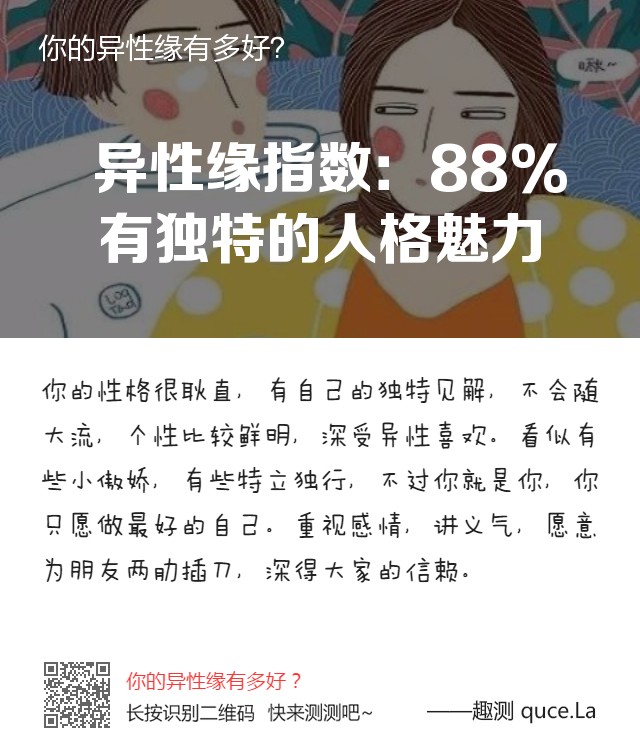 你的异性缘有多好?
哦~
异性缘指数: 88%
有独特的人格魅力
Log
Tad
你的性格很耿直, 有自己的独特见解, 不会随
大流, 个性比较鲜明, 深受异性喜欢。看似有
些小傲娇, 有些特立独行, 不过你就是你, 你
只愿做最好的自己。重视感情, 讲义气, 愿意
为朋友两肋插刀, 深得大家的信赖。
你的异性缘有多好？
长按识别二维码 快来测测吧~
——趣测 quce.La